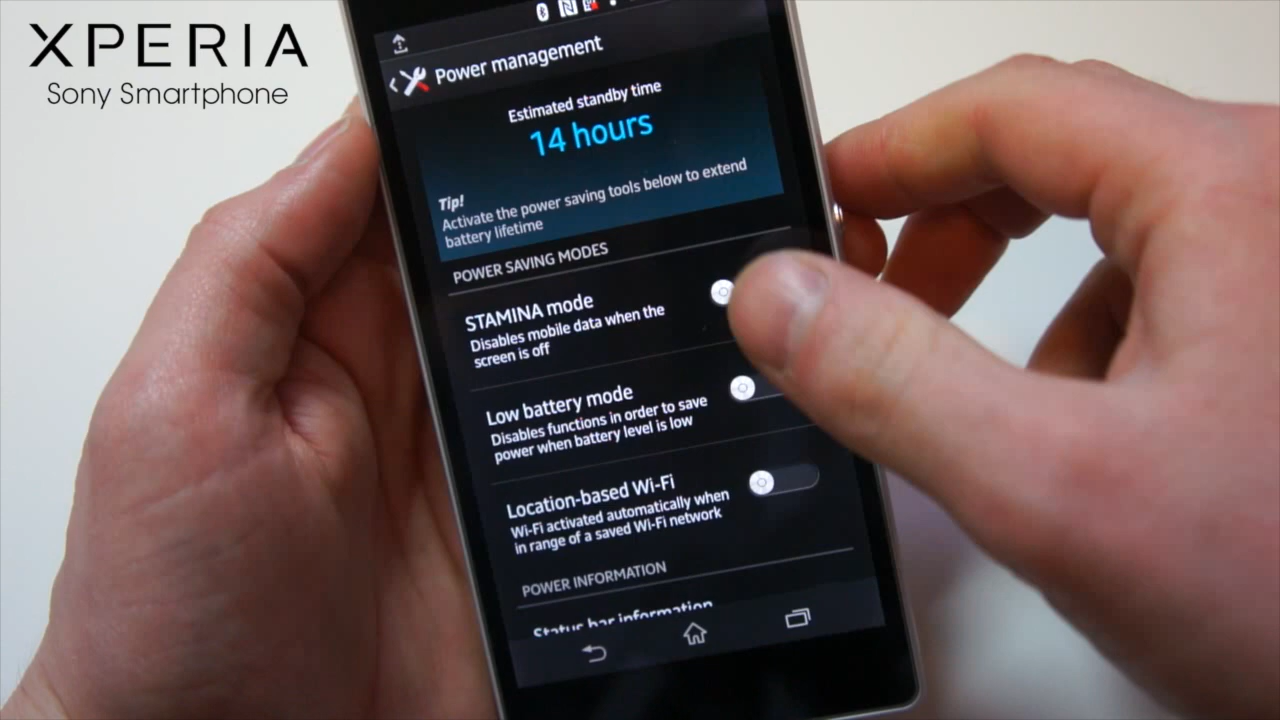 XPERIA
Sony Smartphone
Power management
Estimated standby time
14 hours
Tip!
Activate the power saving tools below to extend
battery lifetime
POWER SAVING MODES
STAMINA mode
Disables mobile data when the
screen is off
Low battery mode
Disables functions in order to save
power when battery level is low
Location-based Wi-Fi
Wi-Fi activated automatically when
in range of a saved Wi-Fi network
POWER INFORMATION
Status bar information